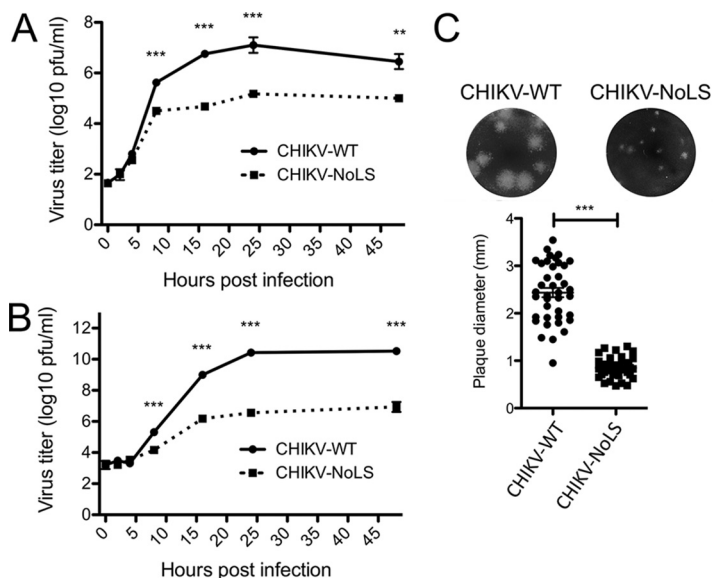 A
Virus titer (log10 pfu/ml)
8
6
4
2
0
***
***
***
**
CHIKV-WT
CHIKV-NoLS
0 5 10 15 20 25 30 35 40 45
Hours post infection
B
Virus titer (log10 pfu/ml)
12
10
8
6
4
2
0
***
***
***
***
CHIKV-WT
CHIKV-NoLS
0 5 10 15 20 25 30 35 40 45
Hours post infection
C
CHIKV-WT CHIKV-NoLS
***
Plaque diameter (mm)
4
3
2
1
0
CHIKV-WT
CHIKV-NoLS